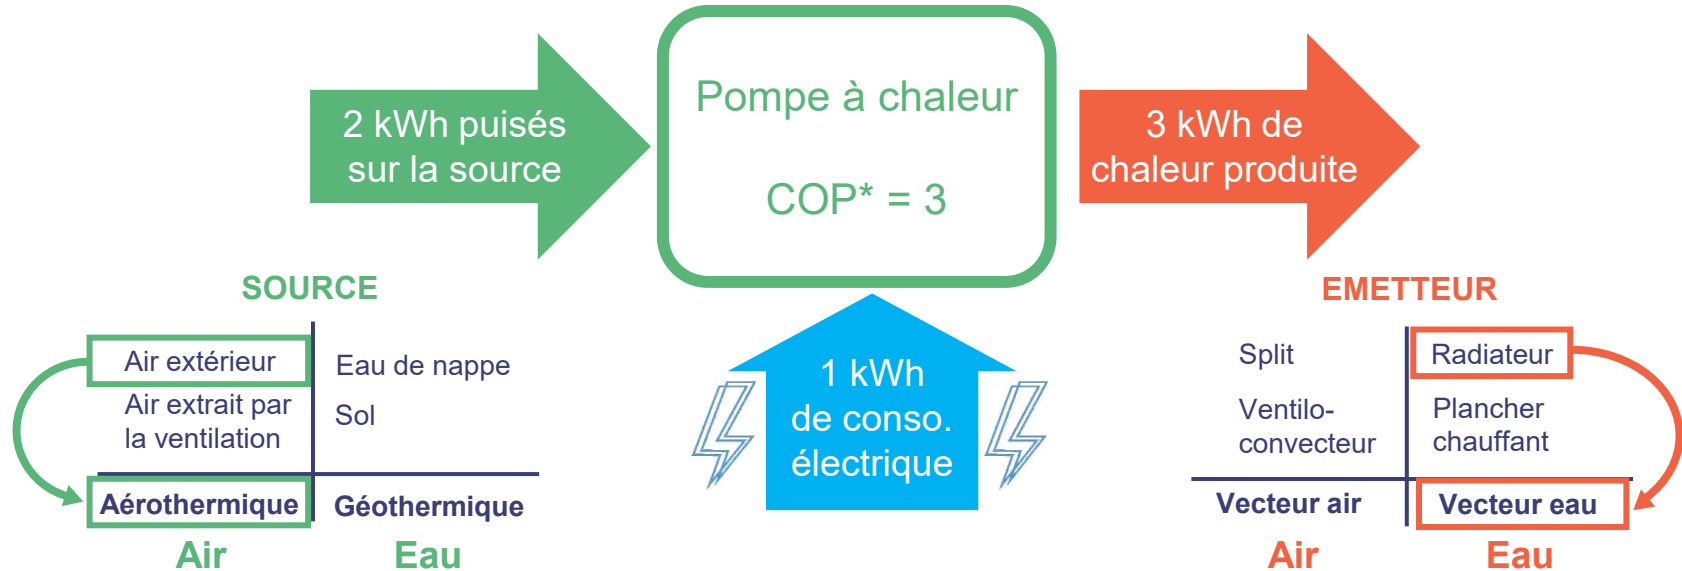 2 kWh puisés
sur la source
Pompe à chaleur
COP* = 3
3 kWh de
chaleur produite
SOURCE
Air extérieur
Eau de nappe
Air extrait par
la ventilation
Sol
Aérothermique
Géothermique
Air
Eau
1 kWh
de conso.
électrique
EMETTEUR
Split
Radiateur
Ventilo-
convecteur
Plancher
chauffant
Vecteur air
Vecteur eau
Air
Eau